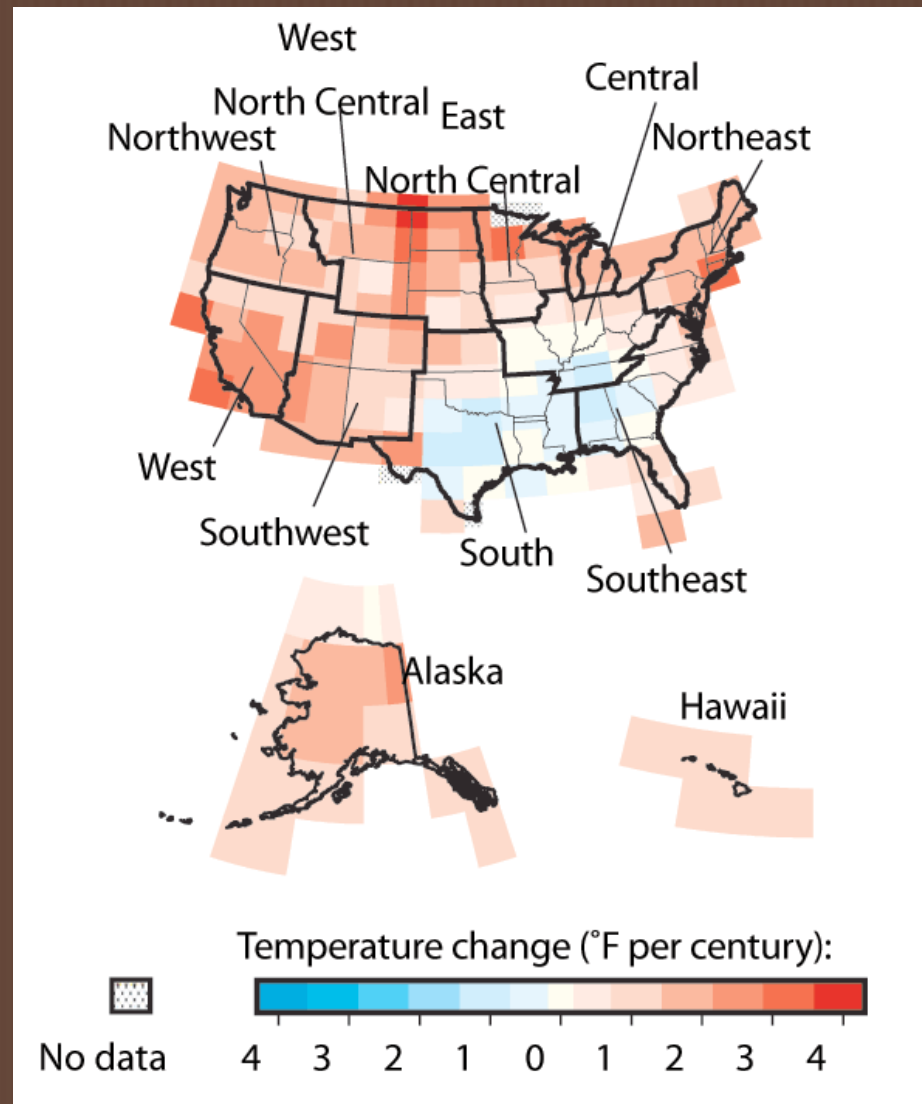 West
North Central
Northwest
East
North Central
Central
Northeast
West
Southwest
South
Southeast
Alaska
Hawaii
Temperature change (˚F per century):
No data
4 3 2 1 0 1 2 3 4